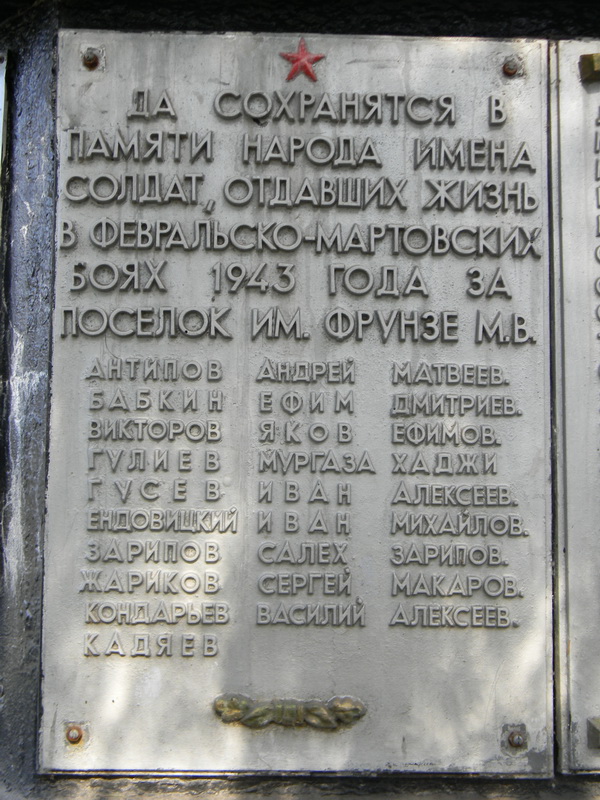 ДА СОХРАНЯТСЯ В
ПАМЯТИ НАРОДА ИМЕНА
СОЛДАТ, ОТДАВШИХ ЖИЗНЬ
В ФЕВРАЛЬСКО-МАРТОВСКИХ
БОЯХ 1943 ГОДА ЗА
ПОСЕЛОК ИМ. ФРУНЗЕ М.В.
АНТИПОВ АНДРЕЙ МАТВЕЕВ.
БАБКИН ЕФИМ ДМИТРИЕВ.
ВИКТОРОВ ЯКОВ ЕФИМОВ.
ГУЛИЕВ МУРГАЗА ХАДЖИ
ГУСЕВ ИВАН АЛЕКСЕЕВ.
ЕНДОВИЦКИЙ ИВАН МИХАЙЛОВ.
ЗАРИПОВ САЛЕХ ЗАРИПОВ.
ЖАРИКОВ СЕРГЕЙ МАКАРОВ.
КОНДАРЬЕВ ВАСИЛИЙ АЛЕКСЕЕВ.
КАДЯЕВ